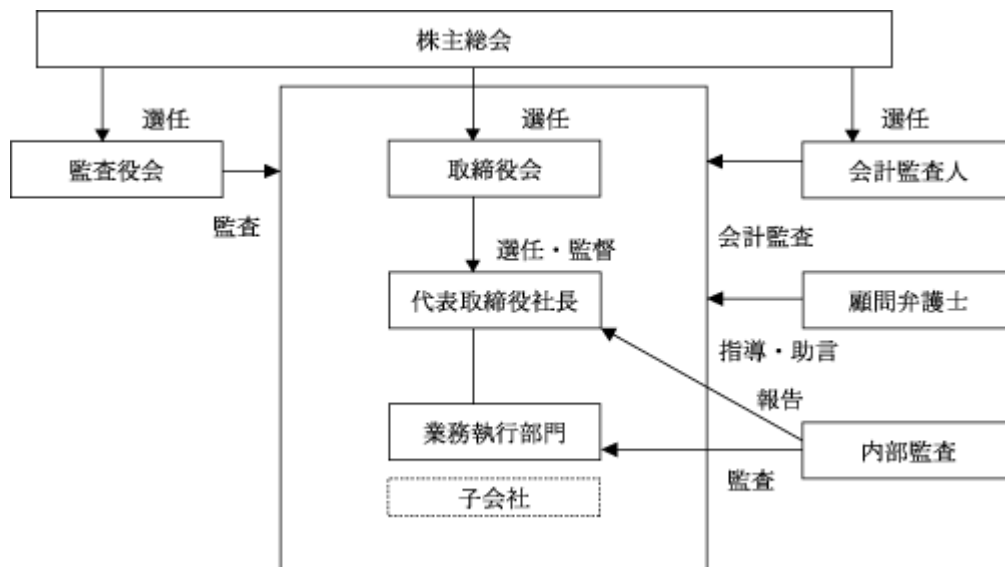 株主総会
選任
選任
選任
監査役会
取締役会
会計監査人
監査
会計監査
選任・監督
代表取締役社長
顧問弁護士
指導・助言
報告
業務執行部門
内部監査
監査
子会社